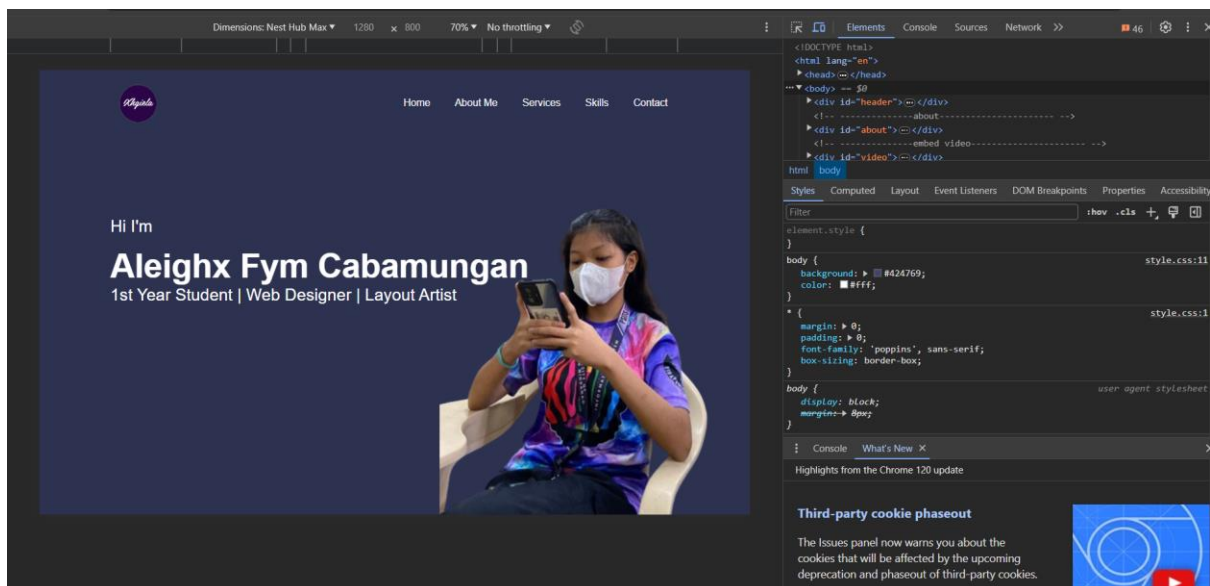 Dimensions: Nest Hub Max ▼ 1280 x 800 70% ▼ No throttling ▼
Elements Console Sources Network >> 46
<!DOCTYPE html>
<html lang="en">
<head> ... </head>
... <body> == $0
<div id="header"> ... </div>
<!-- --------------about---------------------- -->
<div id="about"> ... </div>
<!-- --------------embed video---------------------- -->
<div id="video"> ... </div>
html body
Styles Computed Layout Event Listeners DOM Breakpoints Properties Accessibility
Filter :hov .cls +
element.style {
}
body { style.css:11
background: ▶ #424769;
color: #fff;
}
* { style.css:1
margin: ▶ 0;
padding: ▶ 0;
font-family: 'poppins', sans-serif;
box-sizing: border-box;
}
body { user agent stylesheet
display: block;
margin: ▶ 8px;
}
Console What's New ×
Highlights from the Chrome 120 update
Third-party cookie phaseout
The Issues panel now warns you about the
cookies that will be affected by the upcoming
deprecation and phaseout of third-party cookies.
Home About Me Services Skills Contact
Hi I'm
Aleighx Fym Cabamungan
1st Year Student | Web Designer | Layout Artist